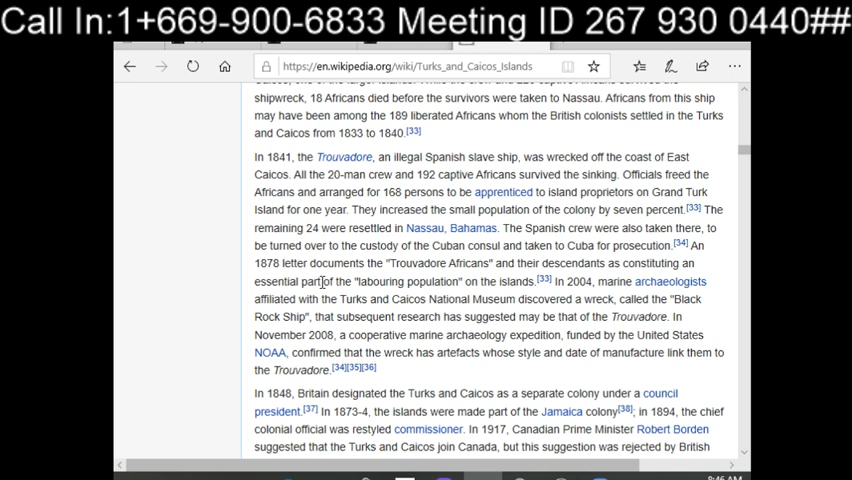 Call In:1+669-900-6833 Meeting ID 267 930 0440##
https://en.wikipedia.org/wiki/Turks_and_Caicos_Islands
shipwreck, 18 Africans died before the survivors were taken to Nassau. Africans from this ship
may have been among the 189 liberated Africans whom the British colonists settled in the Turks
and Caicos from 1833 to 1840.[33]
In 1841, the Trouvadore, an illegal Spanish slave ship, was wrecked off the coast of East
Caicos. All the 20-man crew and 192 captive Africans survived the sinking. Officials freed the
Africans and arranged for 168 persons to be apprenticed to island proprietors on Grand Turk
Island for one year. They increased the small population of the colony by seven percent.[33] The
remaining 24 were resettled in Nassau, Bahamas. The Spanish crew were also taken there, to
be turned over to the custody of the Cuban consul and taken to Cuba for prosecution.[34] An
1878 letter documents the "Trouvadore Africans" and their descendants as constituting an
essential part of the "labouring population" on the islands.[33] In 2004, marine archaeologists
affiliated with the Turks and Caicos National Museum discovered a wreck, called the "Black
Rock Ship", that subsequent research has suggested may be that of the Trouvadore. In
November 2008, a cooperative marine archaeology expedition, funded by the United States
NOAA, confirmed that the wreck has artefacts whose style and date of manufacture link them to
the Trouvadore.[34][35][36]
In 1848, Britain designated the Turks and Caicos as a separate colony under a council
president.[37] In 1873-4, the islands were made part of the Jamaica colony[38]; in 1894, the chief
colonial official was restyled commissioner. In 1917, Canadian Prime Minister Robert Borden
suggested that the Turks and Caicos join Canada, but this suggestion was rejected by British
8:46 AM